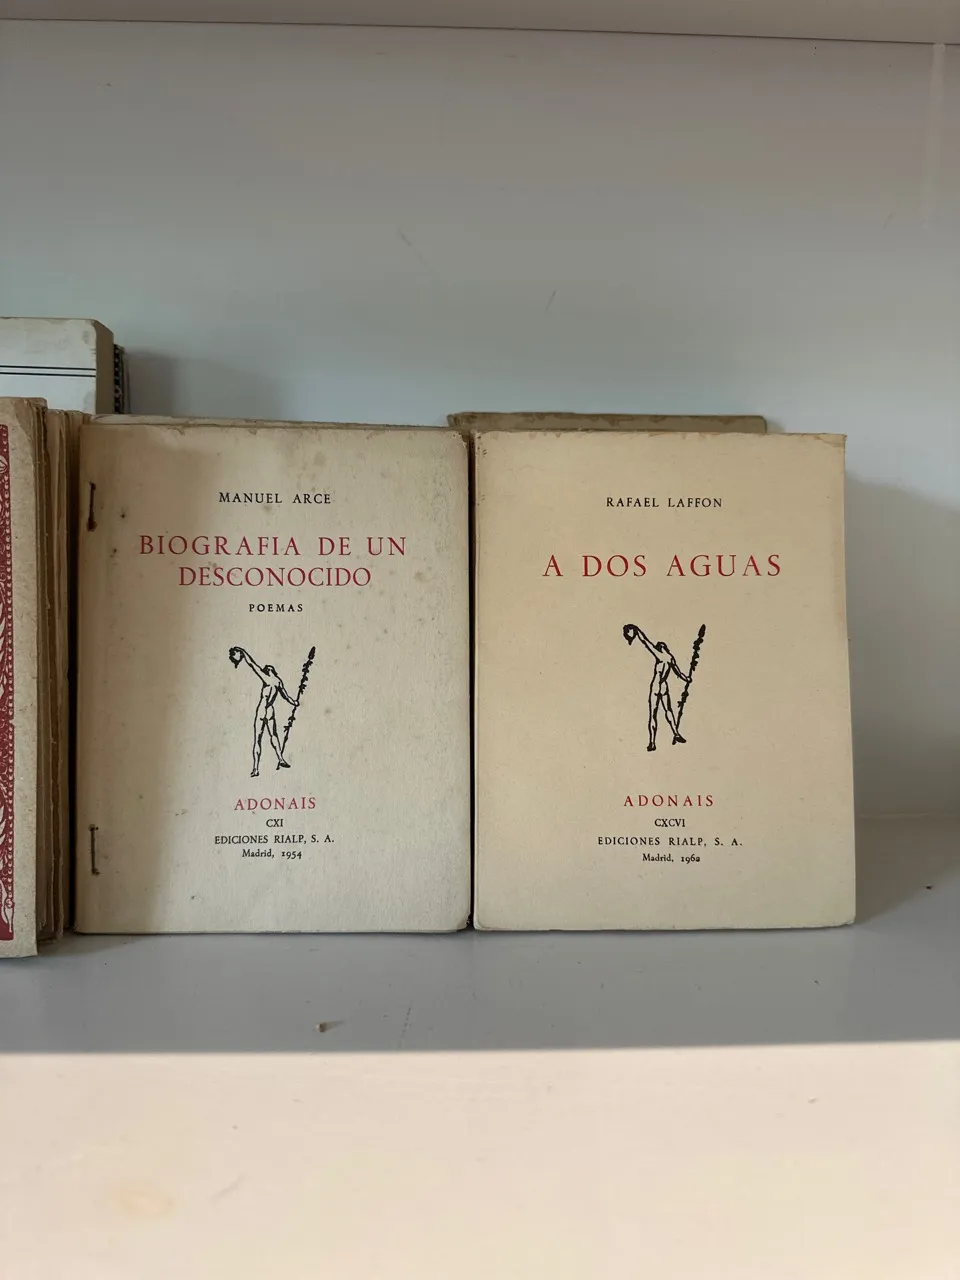 MANUEL ARCE
BIOGRAFIA DE UN
DESCONOCIDO
POEMAS
ADONAIS
CXI
EDICIONES RIALP, S. A.
Madrid, 1954
RAFAEL LAFFON
A DOS AGUAS
ADONAIS
CXCVI
EDICIONES RIALP, S. A.
Madrid, 1962